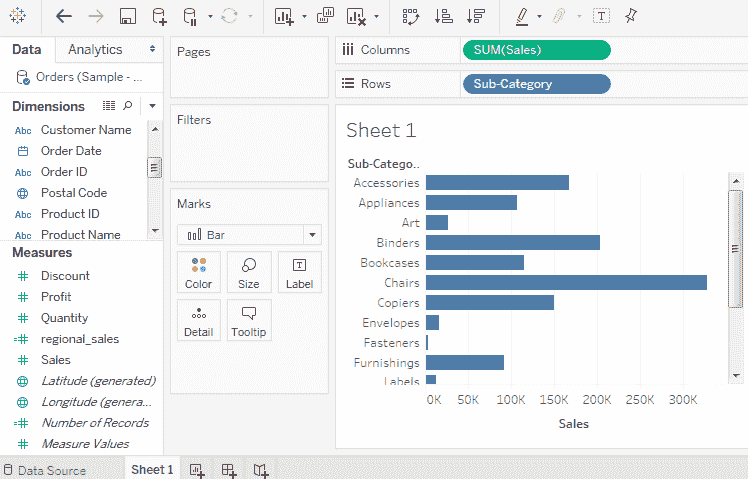 Data
Analytics
Orders (Sample - ...
Dimensions
Abc Customer Name
Order Date
Abc Order ID
Postal Code
Abc Product ID
Abc Product Name
Measures
Discount
Profit
Quantity
regional_sales
Sales
Latitude (generated)
Longitude (genera...
Number of Records
Measure Values
Pages
Filters
Marks
Bar
Color
Size
T
Label
Detail
Tooltip
T
Columns
SUM(Sales)
Rows
Sub-Category
Sheet 1
Sub-Catego..
Accessories
Appliances
Art
Binders
Bookcases
Chairs
Copiers
Envelopes
Fasteners
Furnishings
Labels
0K 50K 100K 150K 200K 250K 300K
Sales
Data Source
Sheet 1